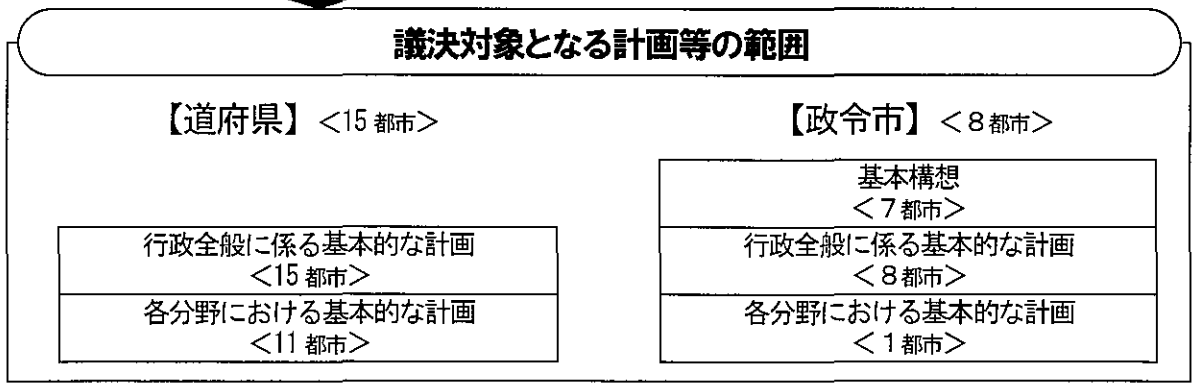 議決対象となる計画等の範囲
【道府県】<15都市>
行政全般に係る基本的な計画
<15都市>
各分野における基本的な計画
<11都市>
【政令市】<8都市>
基本構想
<7都市>
行政全般に係る基本的な計画
<8都市>
各分野における基本的な計画
<1都市>